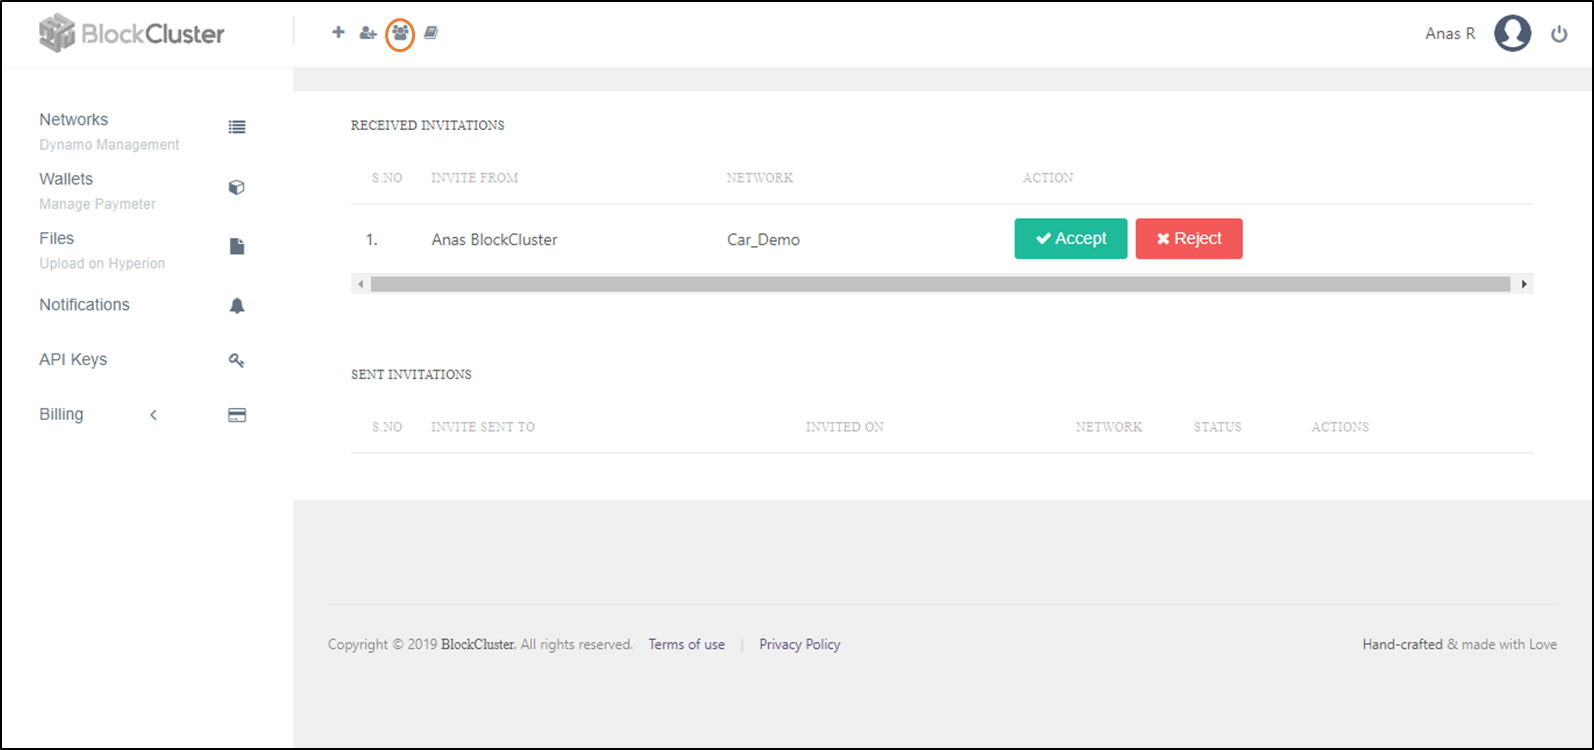 BlockCluster
Anas R
Networks
Dynamo Management
Wallets
Manage Paymeter
Files
Upload on Hyperion
Notifications
API Keys
Billing
RECEIVED INVITATIONS
S.NO INVITE FROM NETWORK ACTION
1. Anas BlockCluster Car_Demo Accept Reject
SENT INVITATIONS
S.NO INVITE SENT TO INVITED ON NETWORK STATUS ACTIONS
Copyright © 2019 BlockCluster. All rights reserved. Terms of use | Privacy Policy Hand-crafted & made with Love